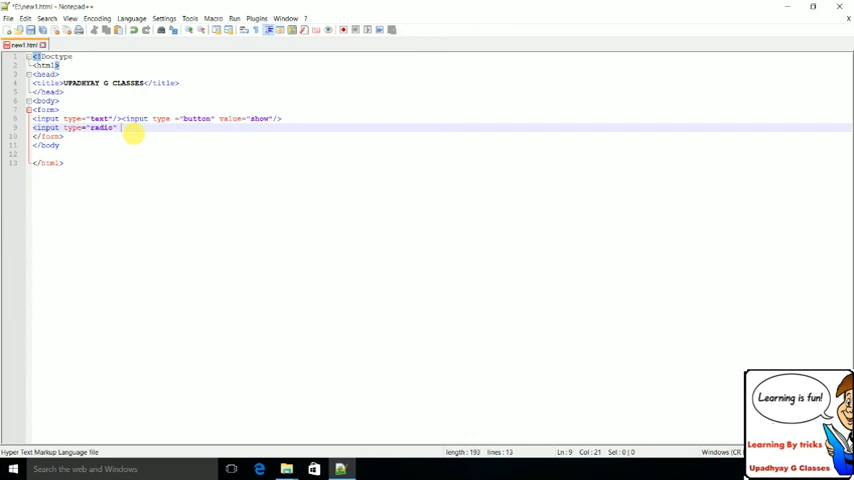 *E:\new1.html - Notepad++
File Edit Search View Encoding Language Settings Tools Macro Run Plugins Window ?
new1.html
1 <!Doctype
2 <html>
3 <head>
4 <title>UPADHYAY G CLASSES</title>
5 </head>
6 <body>
7 <form>
8 <input type="text"/><input type ="button" value="show"/>
9 <input type="radio"
10 </form>
11 </body
12
13 </html>
Learning is fun!
Learning By tricks
Upadhyay G Classes
Hyper Text Markup Language file length : 193 lines : 13 Ln : 9 Col : 21 Sel : 0 | 0 Windows (CR
Search the web and Windows